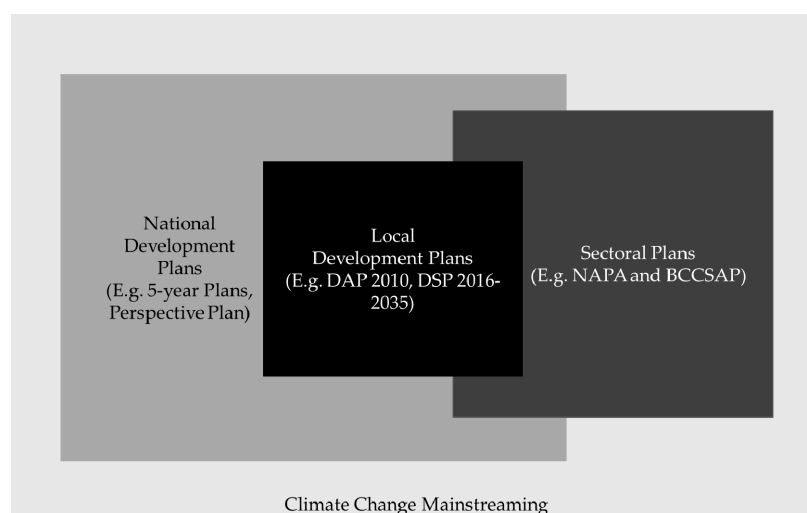 National
Development
Plans
(E.g. 5-year Plans,
Perspective Plan)
Local
Development Plans
(E.g. DAP 2010, DSP 2016-
2035)
Sectoral Plans
(E.g. NAPA and BCCSAP)
Climate Change Mainstreaming